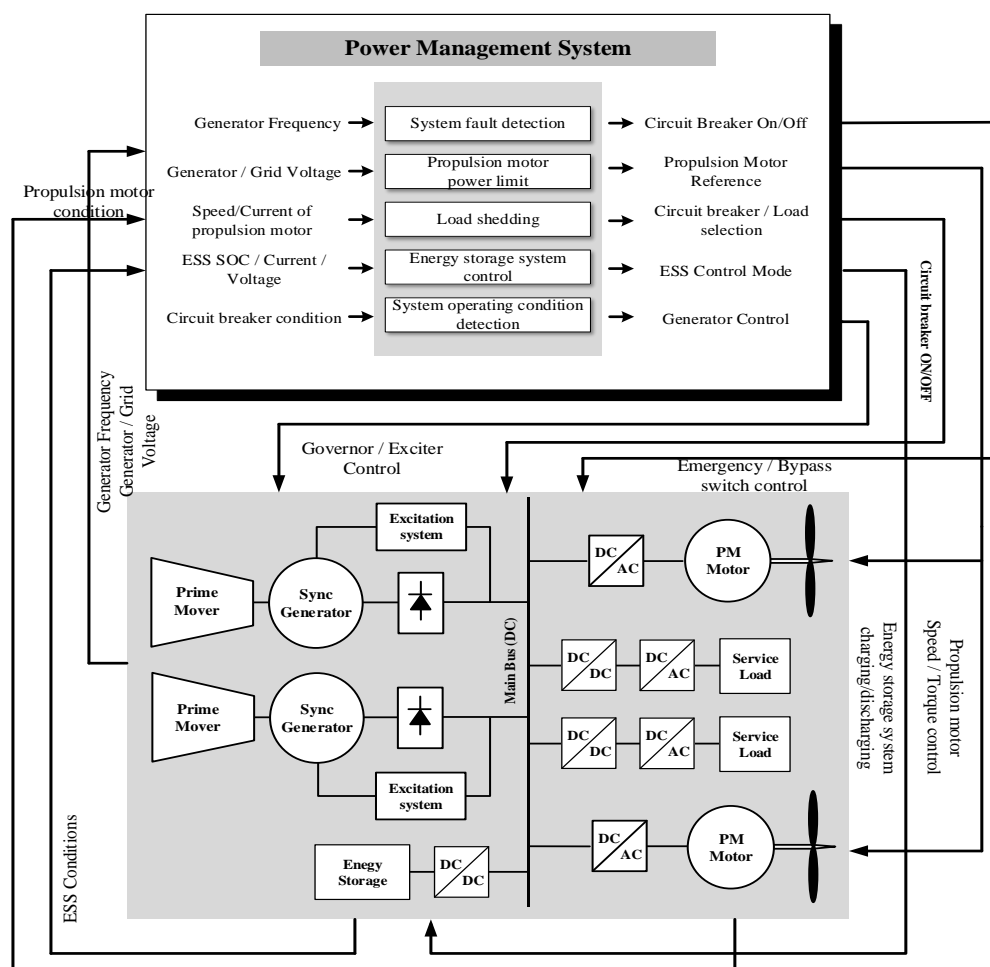 Power Management System
Generator Frequency
System fault detection
Circuit Breaker On/Off
Generator / Grid Voltage
Propulsion motor
power limit
Propulsion Motor
Reference
Propulsion motor
condition
Speed/Current of
propulsion motor
Load shedding
Circuit breaker / Load
selection
ESS SOC / Current /
Voltage
Energy storage system
control
ESS Control Mode
Circuit breaker condition
System operating condition
detection
Generator Control
Circuit breaker
ON/OFF
Generator Frequency
Generator / Grid
Voltage
Governor / Exciter
Control
Emergency / Bypass
switch control
Excitation
system
Prime
Mover
Sync
Generator
Main Bus (DC)
DC
AC
PM
Motor
DC
DC
DC
AC
Service
Load
Prime
Mover
Sync
Generator
Excitation
system
DC
DC
DC
AC
Service
Load
Energy storage system
charging/discharging
Propulsion motor
Speed / Torque control
DC
AC
PM
Motor
Enegy
Storage
DC
DC
ESS Conditions